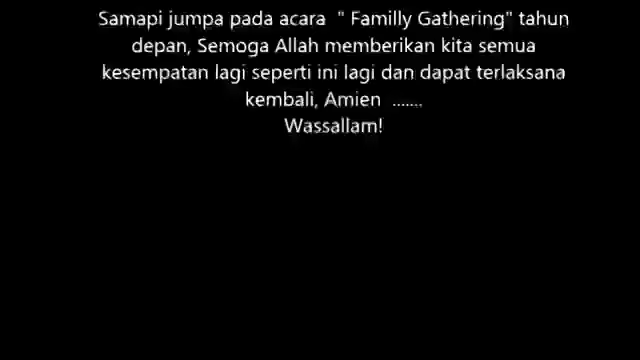 Samapi jumpa pada acara " Familly Gathering" tahun
depan, Semoga Allah memberikan kita semua
kesempatan lagi seperti ini lagi dan dapat terlaksana
kembali, Amien .......
Wassallam!